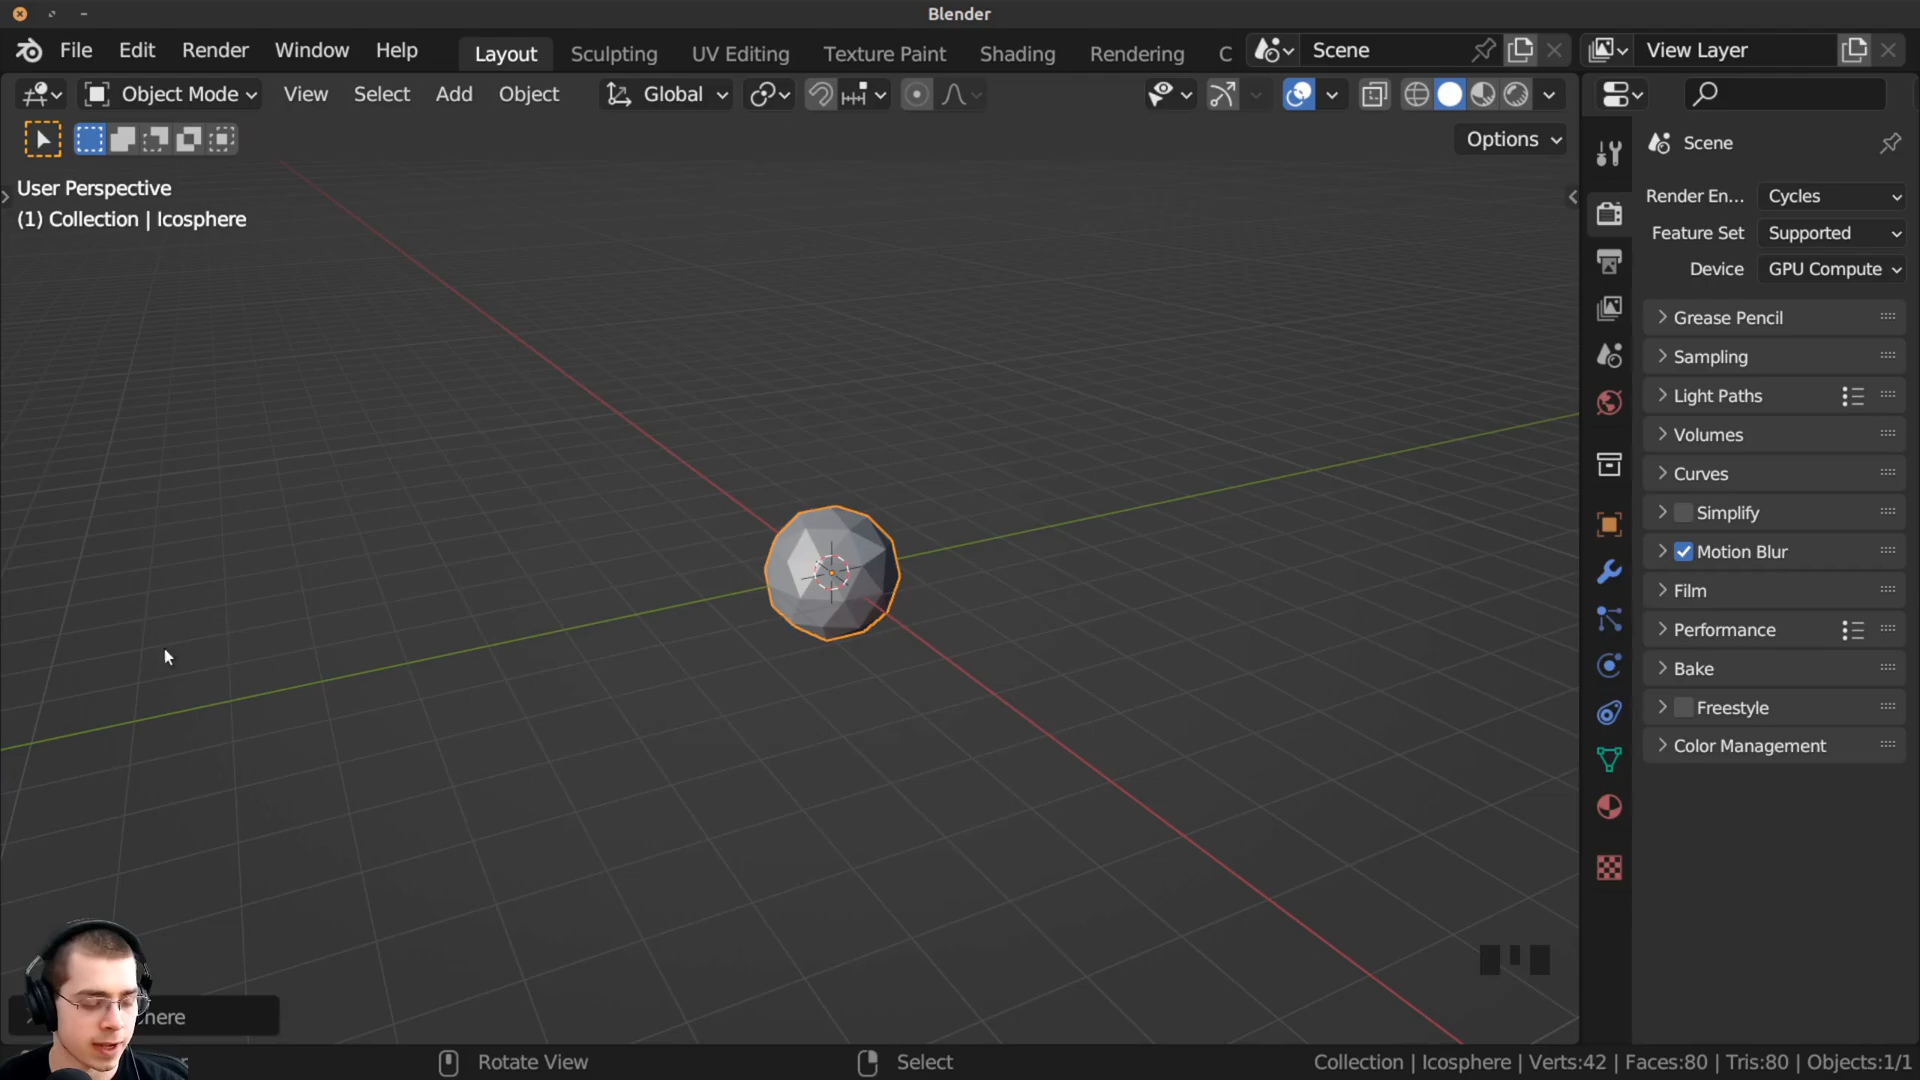 Blender
File Edit Render Window Help Layout Sculpting UV Editing Texture Paint Shading Rendering C Scene View Layer
Object Mode View Select Add Object Global
Options
User Perspective
(1) Collection | Icosphere
Scene
Render En... Cycles
Feature Set Supported
Device GPU Compute
Grease Pencil
Sampling
Light Paths
Volumes
Curves
Simplify
Motion Blur
Film
Performance
Bake
Freestyle
Color Management
here
Rotate View Select Collection | Icosphere | Verts:42 | Faces:80 | Tris:80 | Objects:1/1